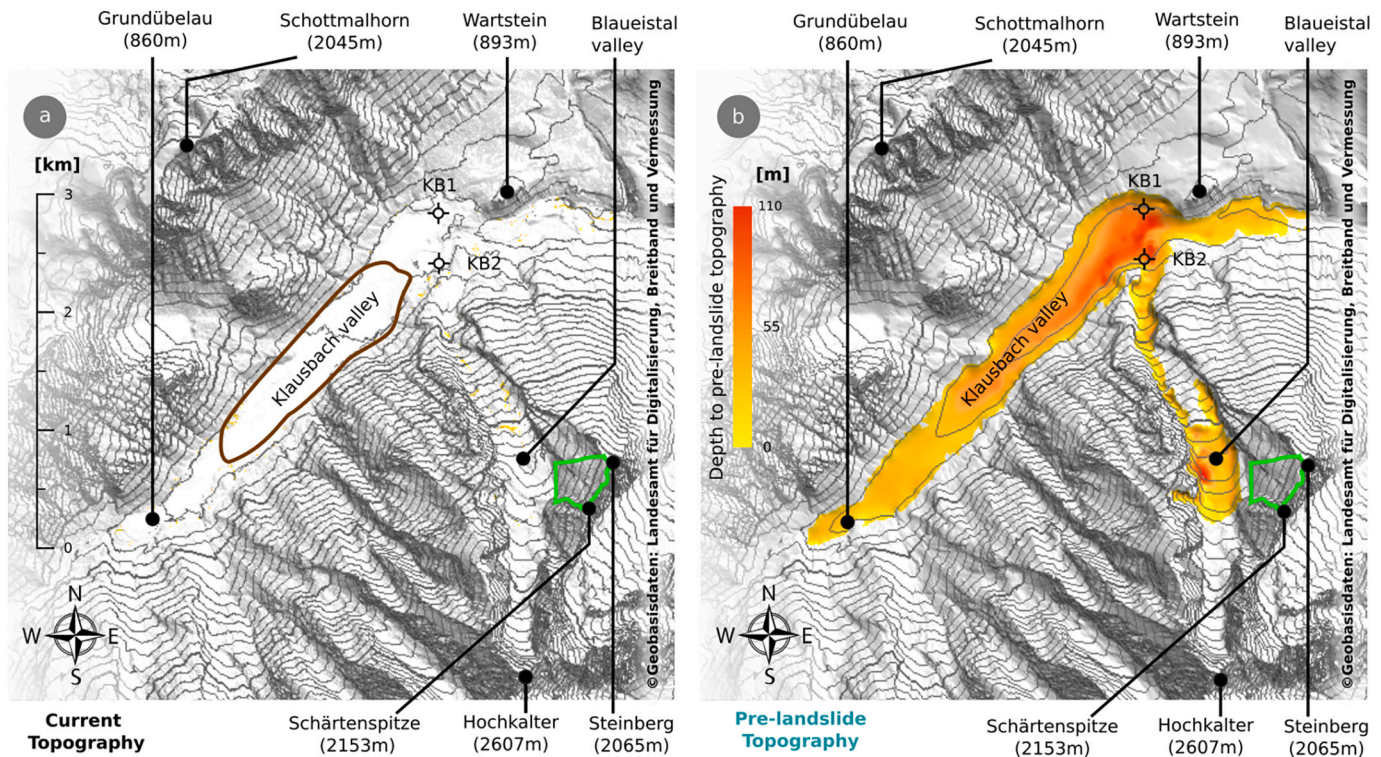 Grundübelau
(860m)
Schottmalhorn
(2045m)
Wartstein
(893m)
Blaueistal
valley
a
[km]
3
2
1
0
KB1
KB2
Klausbach valley
N
W
E
S
©Geobasisdaten: Landesamt für Digitalisierung, Breitband und Vermessung
Current
Topography
Schärtenspitze
(2153m)
Hochkalter
(2607m)
Steinberg
(2065m)
Grundübelau
(860m)
Schottmalhorn
(2045m)
Wartstein
(893m)
Blaueistal
valley
b
[m]
110
55
0
Depth to pre-landslide topography
KB1
KB2
Klausbach valley
N
W
E
S
©Geobasisdaten: Landesamt für Digitalisierung, Breitband und Vermessung
Pre-landslide
Topography
Schärtenspitze
(2153m)
Hochkalter
(2607m)
Steinberg
(2065m)